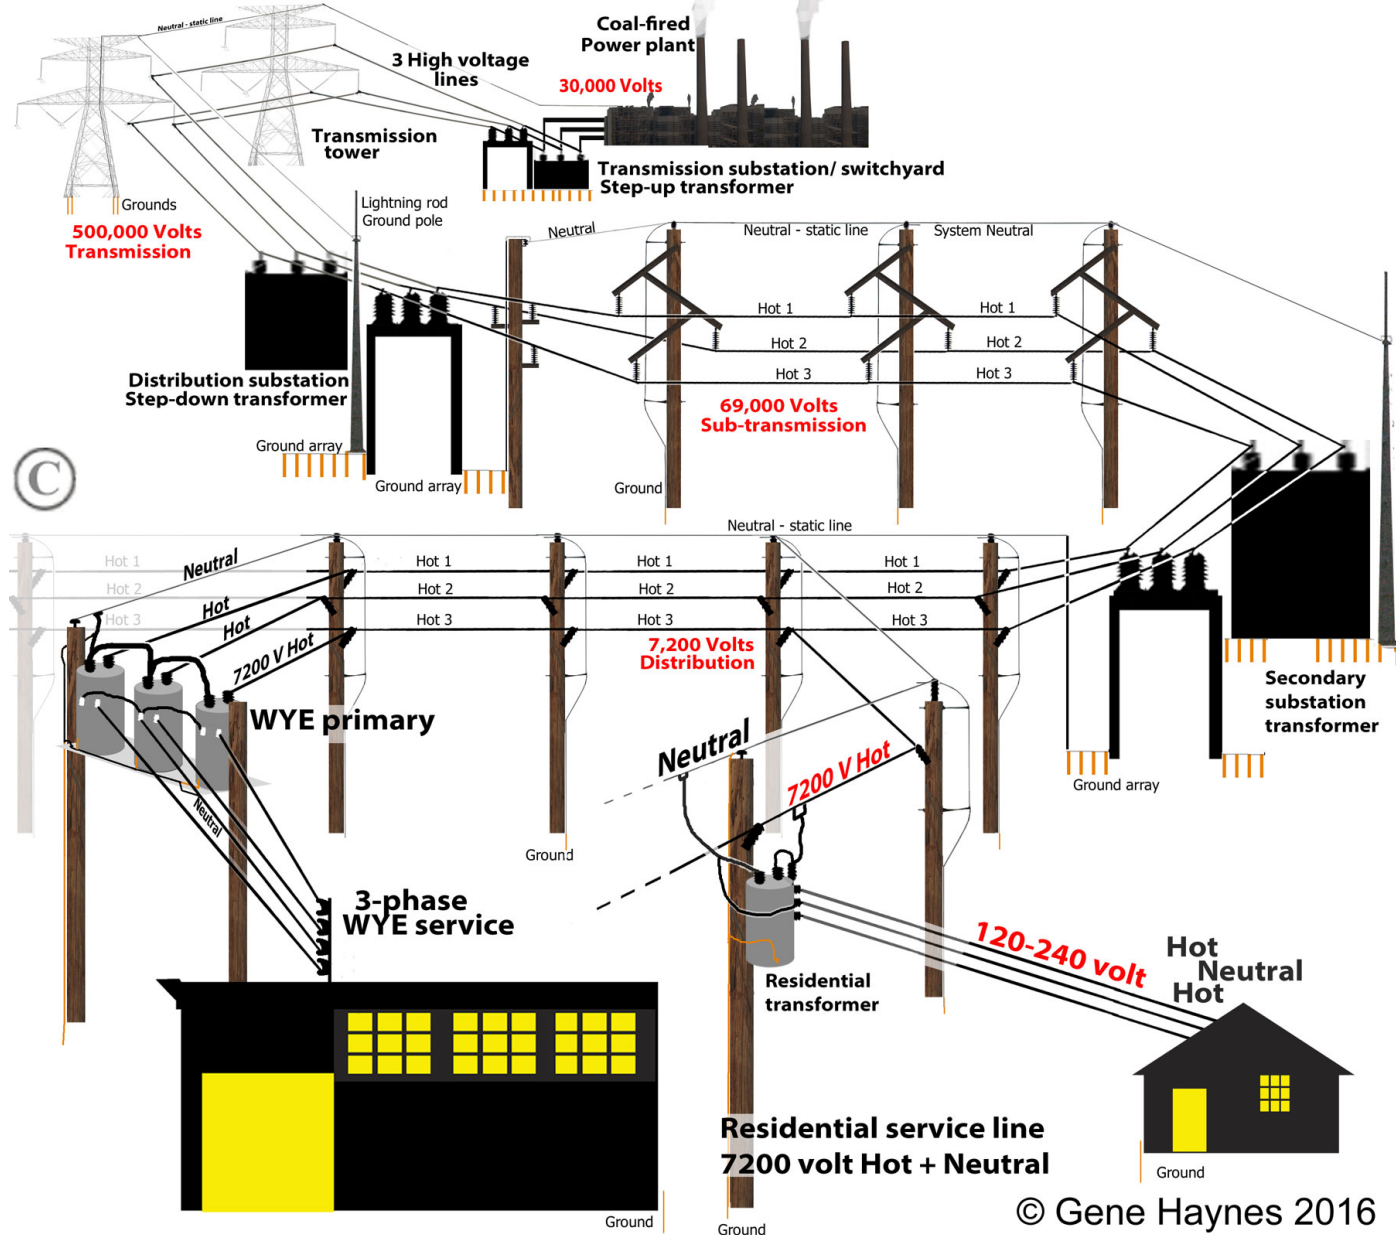 Neutral - static line
Coal-fired
Power plant
3 High voltage
lines
30,000 Volts
Transmission
tower
Transmission substation/ switchyard
Step-up transformer
Grounds
500,000 Volts
Transmission
Lightning rod
Ground pole
Neutral
Neutral - static line
System Neutral
Hot 1
Hot 1
Hot 2
Hot 2
Hot 3
Hot 3
Distribution substation
Step-down transformer
69,000 Volts
Sub-transmission
Ground array
Ground array
Ground
©
Neutral - static line
Hot 1
Hot 1
Hot 1
Hot 1
Neutral
Hot 2
Hot 2
Hot 2
Hot 2
Hot
Hot
Hot 3
Hot 3
Hot 3
Hot 3
7200 V Hot
7,200 Volts
Distribution
Secondary
substation
transformer
WYE primary
Neutral
7200 V Hot
Ground array
Neutral
Ground
3-phase
WYE service
120-240 volt
Hot
Neutral
Hot
Residential
transformer
Residential service line
7200 volt Hot + Neutral
Ground
Ground
Ground
© Gene Haynes 2016